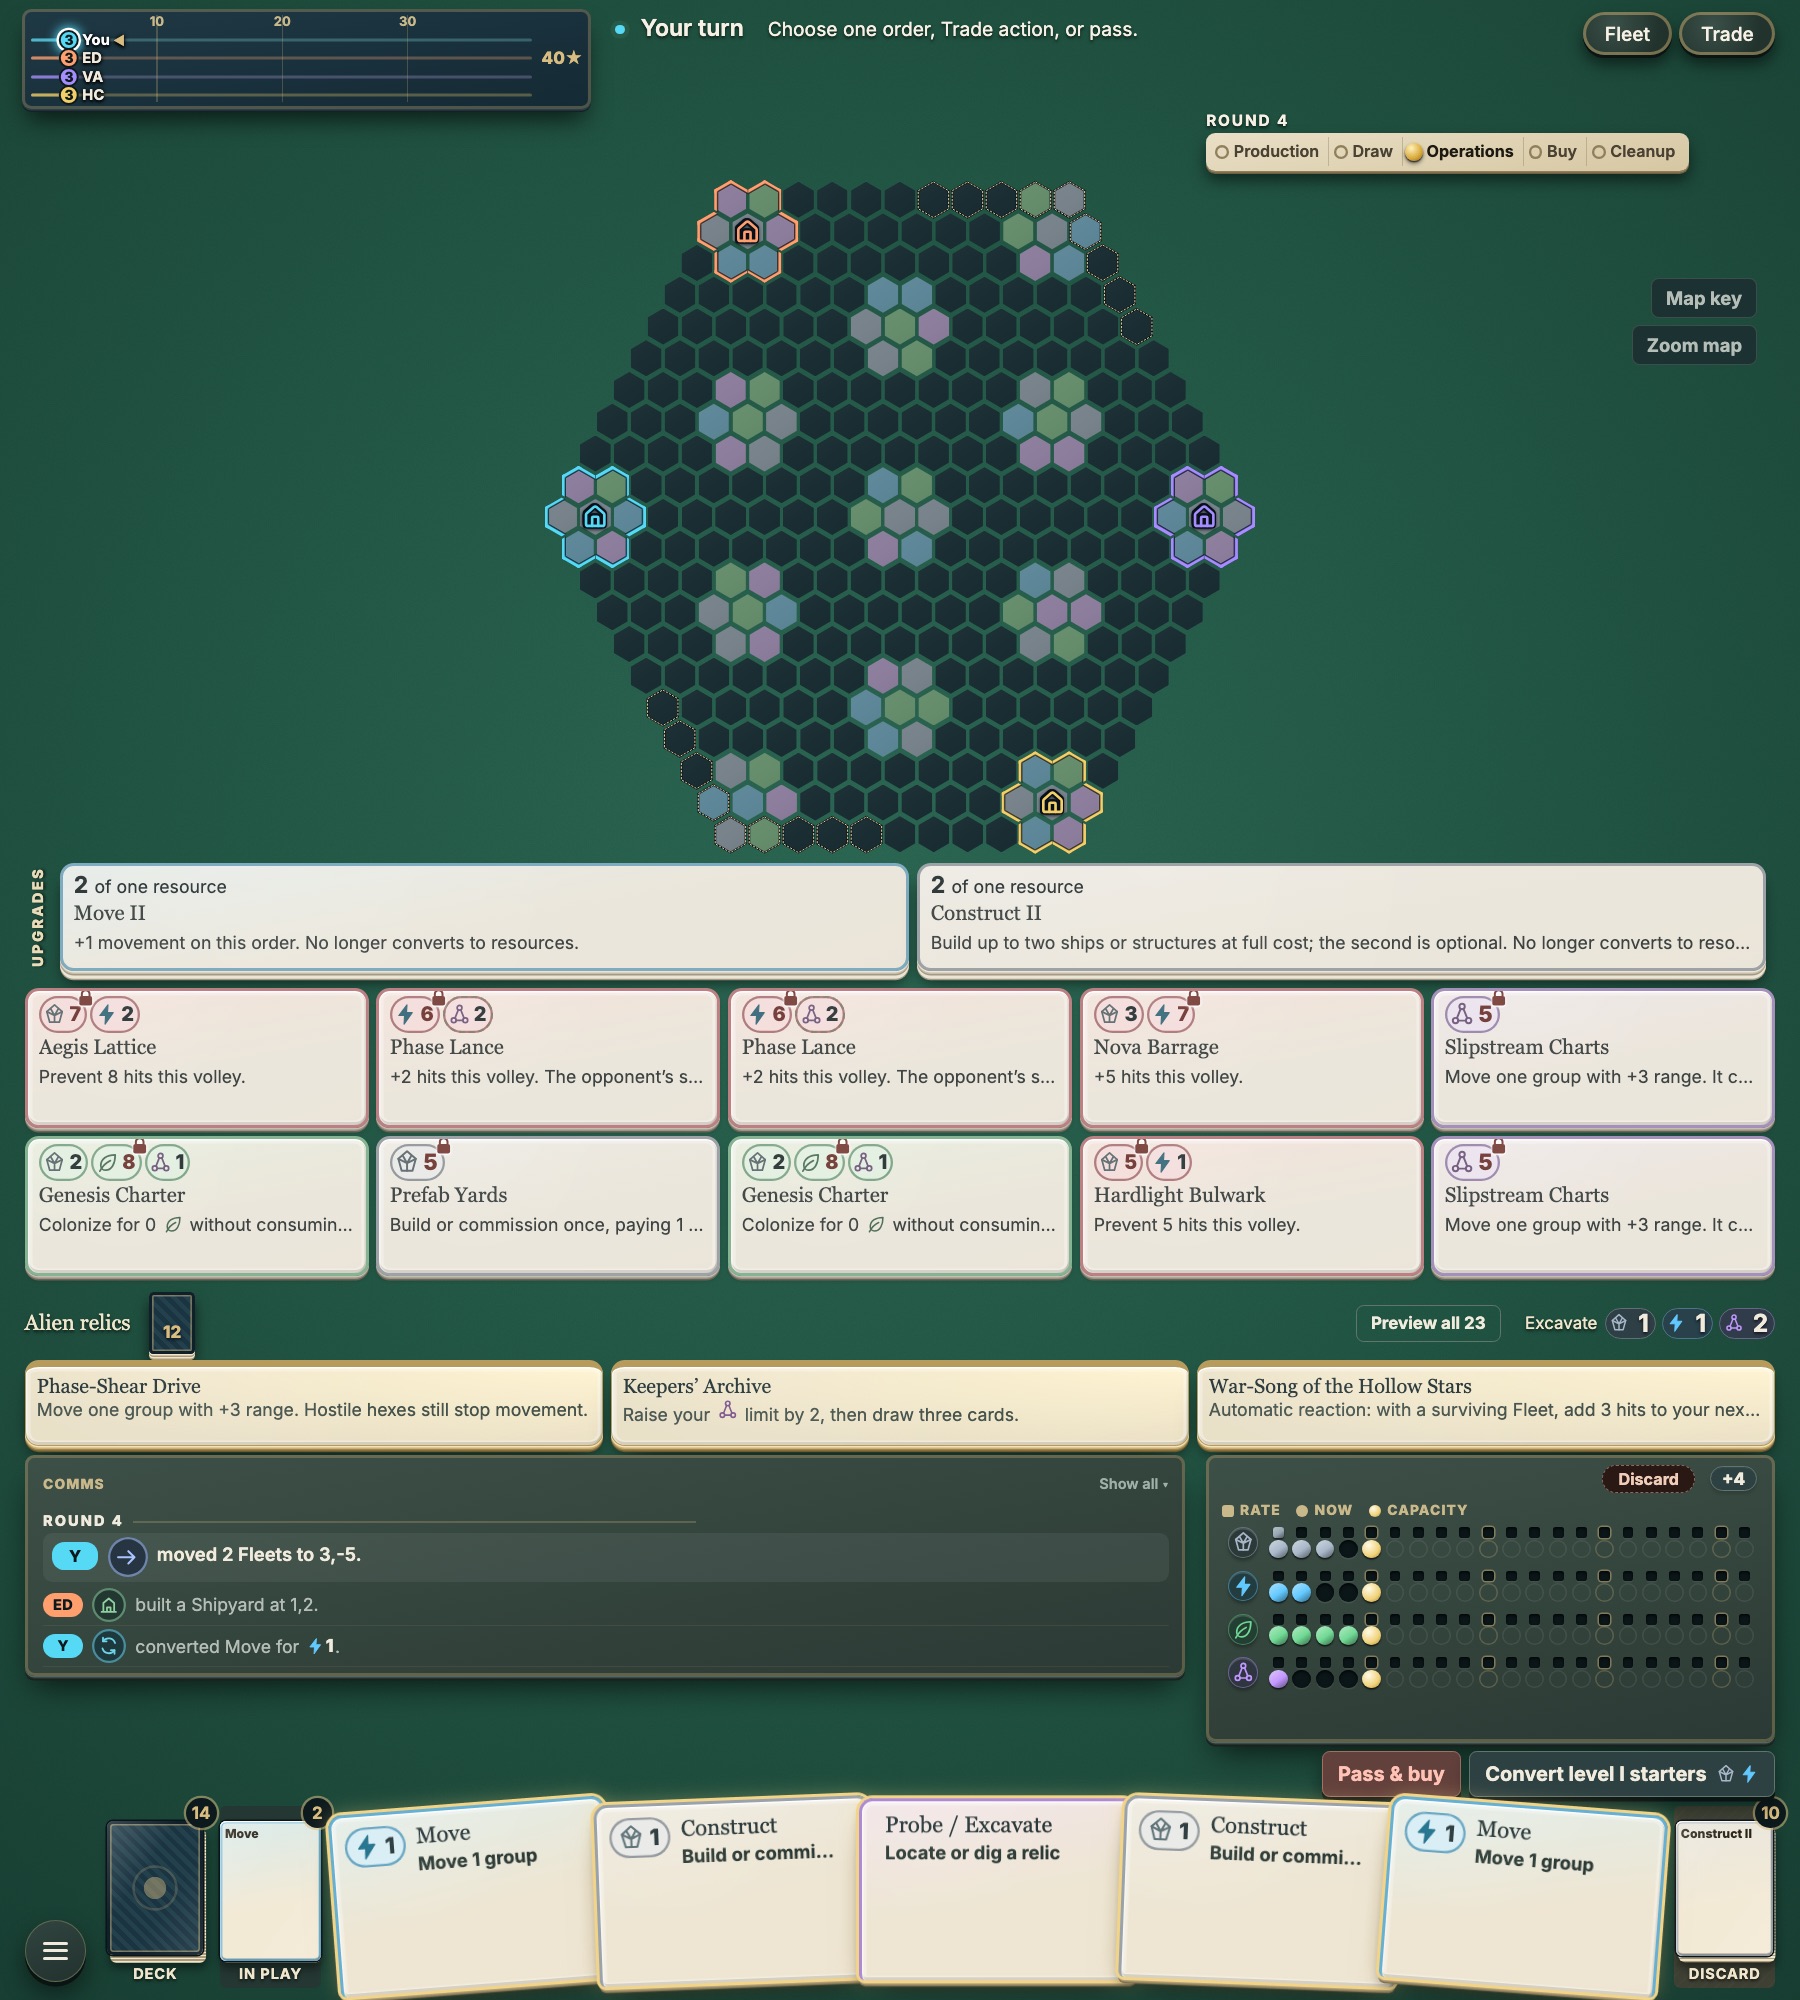 10 20 30
3 You
3 ED
3 VA
3 HC
40★
Your turn Choose one order, Trade action, or pass.
Fleet Trade
ROUND 4
Production Draw Operations Buy Cleanup
Map key
Zoom map
UPGRADES
2 of one resource
Move II
+1 movement on this order. No longer converts to resources.
2 of one resource
Construct II
Build up to two ships or structures at full cost; the second is optional. No longer converts to reso...
7 2
Aegis Lattice
Prevent 8 hits this volley.
6 2
Phase Lance
+2 hits this volley. The opponent’s s...
6 2
Phase Lance
+2 hits this volley. The opponent’s s...
3 7
Nova Barrage
+5 hits this volley.
5
Slipstream Charts
Move one group with +3 range. It c...
2 8 1
Genesis Charter
Colonize for 0 without consumin...
5
Prefab Yards
Build or commission once, paying 1 ...
2 8 1
Genesis Charter
Colonize for 0 without consumin...
5 1
Hardlight Bulwark
Prevent 5 hits this volley.
5
Slipstream Charts
Move one group with +3 range. It c...
Alien relics 12
Preview all 23 Excavate 1 1 2
Phase-Shear Drive
Move one group with +3 range. Hostile hexes still stop movement.
Keepers’ Archive
Raise your limit by 2, then draw three cards.
War-Song of the Hollow Stars
Automatic reaction: with a surviving Fleet, add 3 hits to your nex...
COMMS Show all
ROUND 4
Y moved 2 Fleets to 3,-5.
ED built a Shipyard at 1,2.
Y converted Move for 1.
Discard +4
RATE NOW CAPACITY
Pass & buy Convert level I starters
14
DECK
2
Move
IN PLAY
1 Move
Move 1 group
1 Construct
Build or commi...
Probe / Excavate
Locate or dig a relic
1 Construct
Build or commi...
1 Move
Move 1 group
10
Construct II
DISCARD